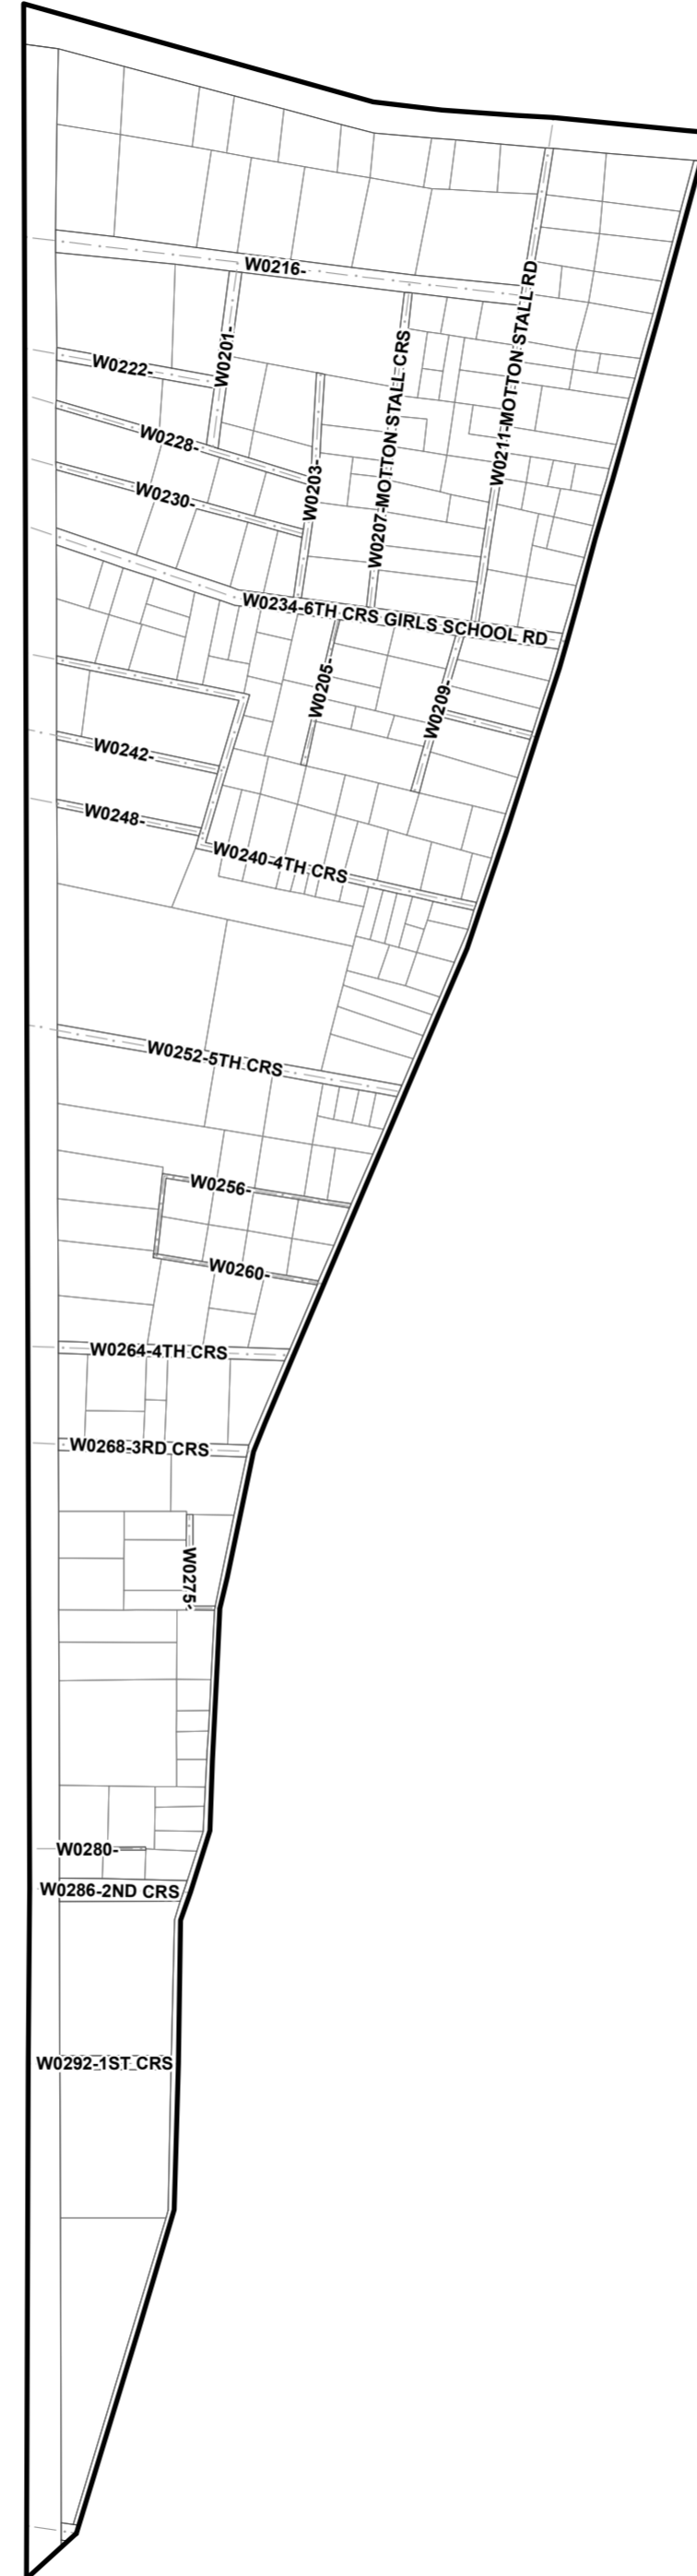 W0216-
W0211-MOTTON STALL RD
W0201-
W0207-MOTTON STALL CRS
W0222-
W0228-
W0203-
W0230-
W0234-6TH CRS GIRLS SCHOOL RD
W0205-
W0209-
W0242-
W0248-
W0240-4TH CRS
W0252-5TH CRS
W0256-
W0260-
W0264-4TH CRS
W0268-3RD CRS
W0275-
W0280-
W0286-2ND CRS
W0292-1ST CRS